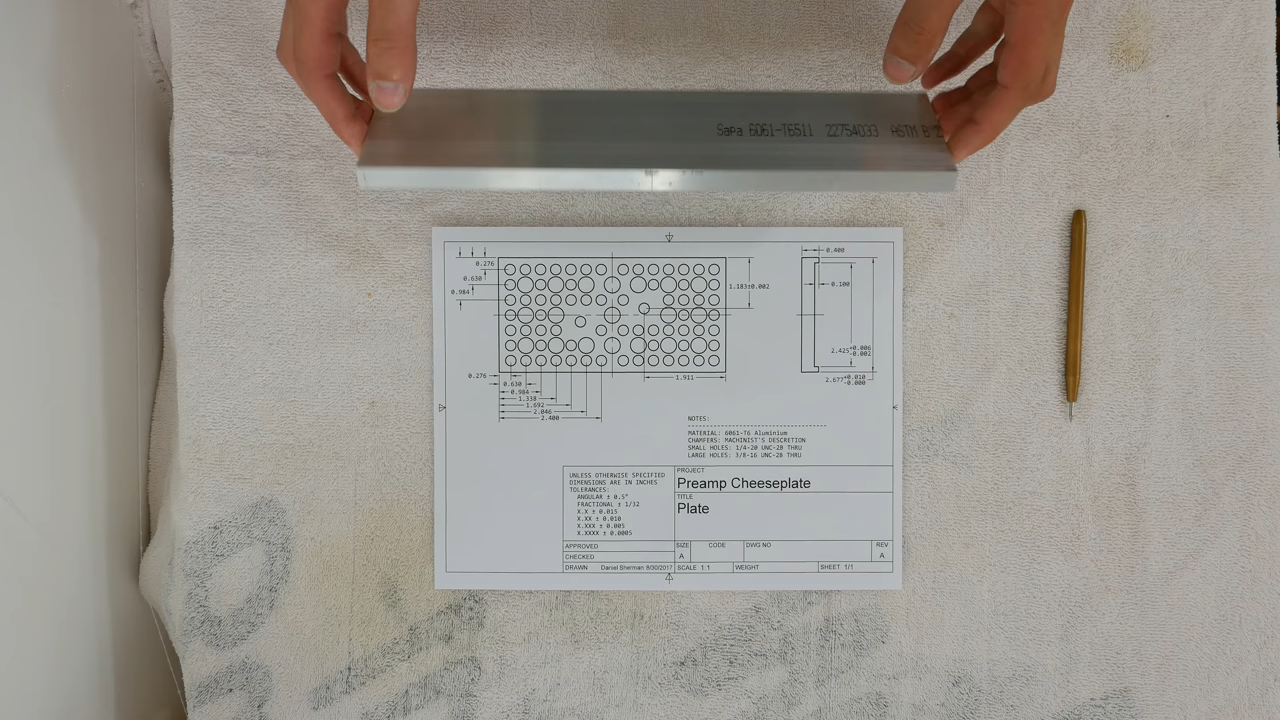 Sapa 6061-T6511 22754033 ASTM B 2
0.276
0.630
0.984
1.183±0.002
0.400
0.100
2.425+0.006
-0.002
2.677+0.010
-0.000
0.276
0.630
0.984
1.338
1.692
2.046
2.400
1.911
NOTES:
MATERIAL: 6061-T6 Aluminium
CHAMFERS: MACHINIST'S DESCRETION
SMALL HOLES: 1/4-20 UNC-2B THRU
LARGE HOLES: 3/8-16 UNC-2B THRU
UNLESS OTHERWISE SPECIFIED
DIMENSIONS ARE IN INCHES
TOLERANCES:
ANGULAR ± 0.5°
FRACTIONAL ± 1/32
X.X ± 0.015
X.XX ± 0.010
X.XXX ± 0.005
X.XXXX ± 0.0005
PROJECT
Preamp Cheeseplate
TITLE
Plate
APPROVED
CHECKED
DRAWN Daniel Sherman 8/30/2017
SIZE
A
CODE
DWG NO
REV
A
SCALE 1:1
WEIGHT
SHEET 1/1